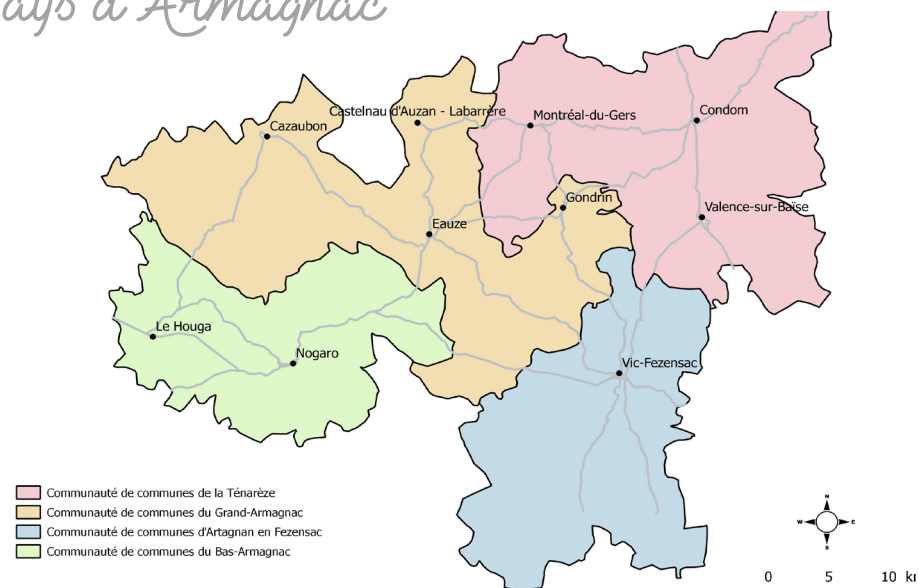 ays d'Armagnac
Castelnau d'Auzan - Labarrère
Cazaubon
Montréal-du-Gers
Condom
Gondrin
Valence-sur-Baïse
Eauze
Le Houga
Nogaro
Vic-Fezensac
Communauté de communes de la Ténarèze
Communauté de communes du Grand-Armagnac
Communauté de communes d'Artagnan en Fezensac
Communauté de communes du Bas-Armagnac
N
W E
S
0 5 10 km